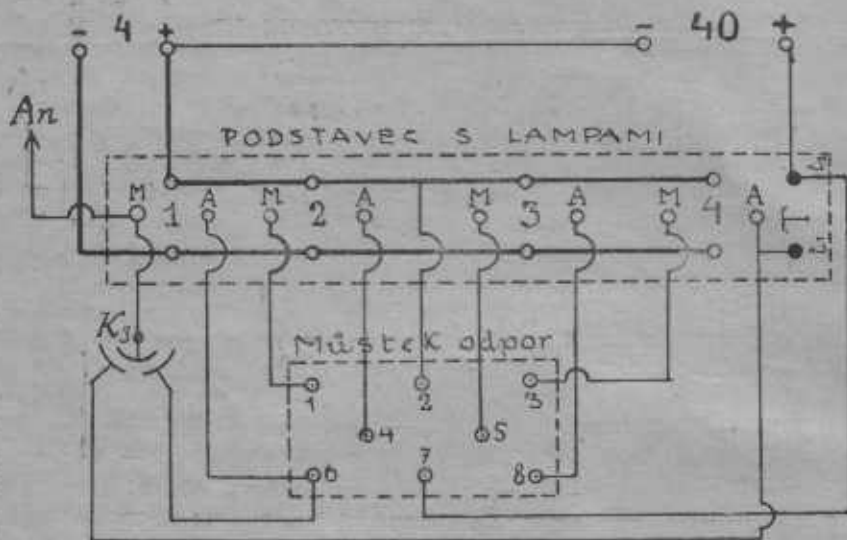 - 4 + - 40 +
An
PODSTAVEC S LAMPAMI
M 1 A M 2 A M 3 A M 4 A T
K3
Můstek odpor
1 2 3
4 5
6 7 8